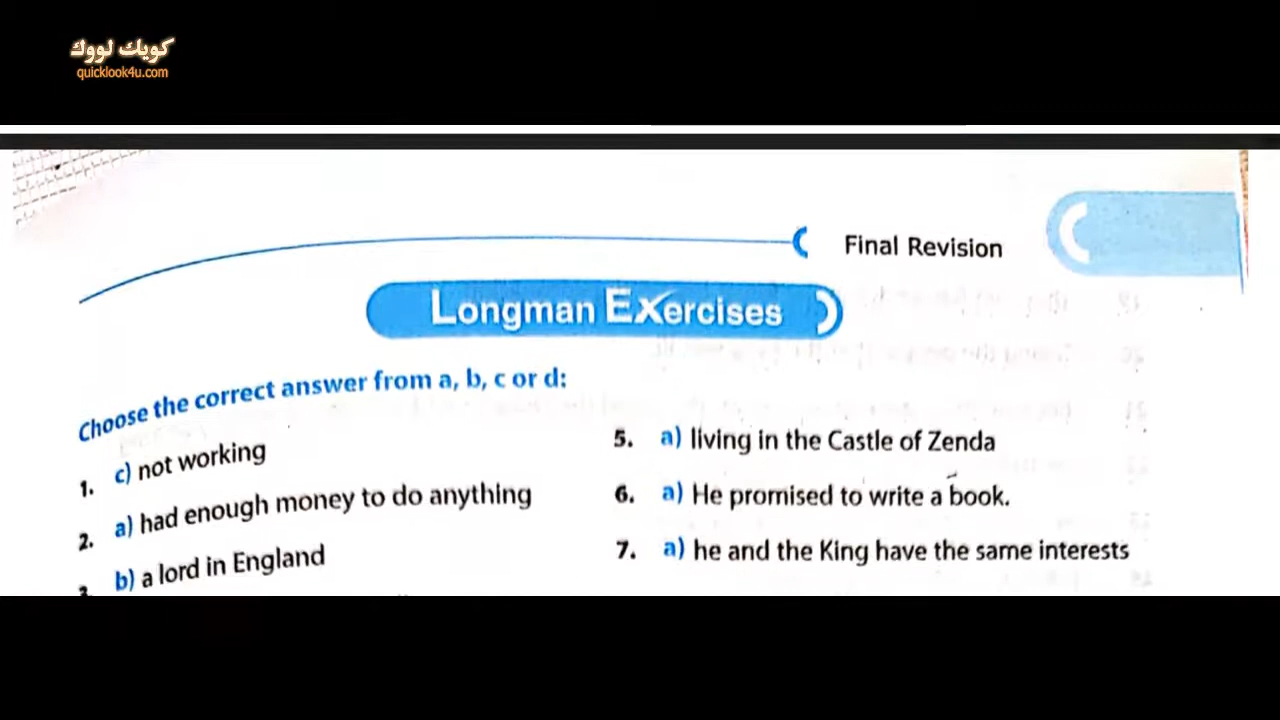 كويك لووك
quicklook4u.com
Final Revision
Longman Exercises
Choose the correct answer from a, b, c or d:
1. c) not working
2. a) had enough money to do anything
3. b) a lord in England
5. a) living in the Castle of Zenda
6. a) He promised to write a book.
7. a) he and the King have the same interests